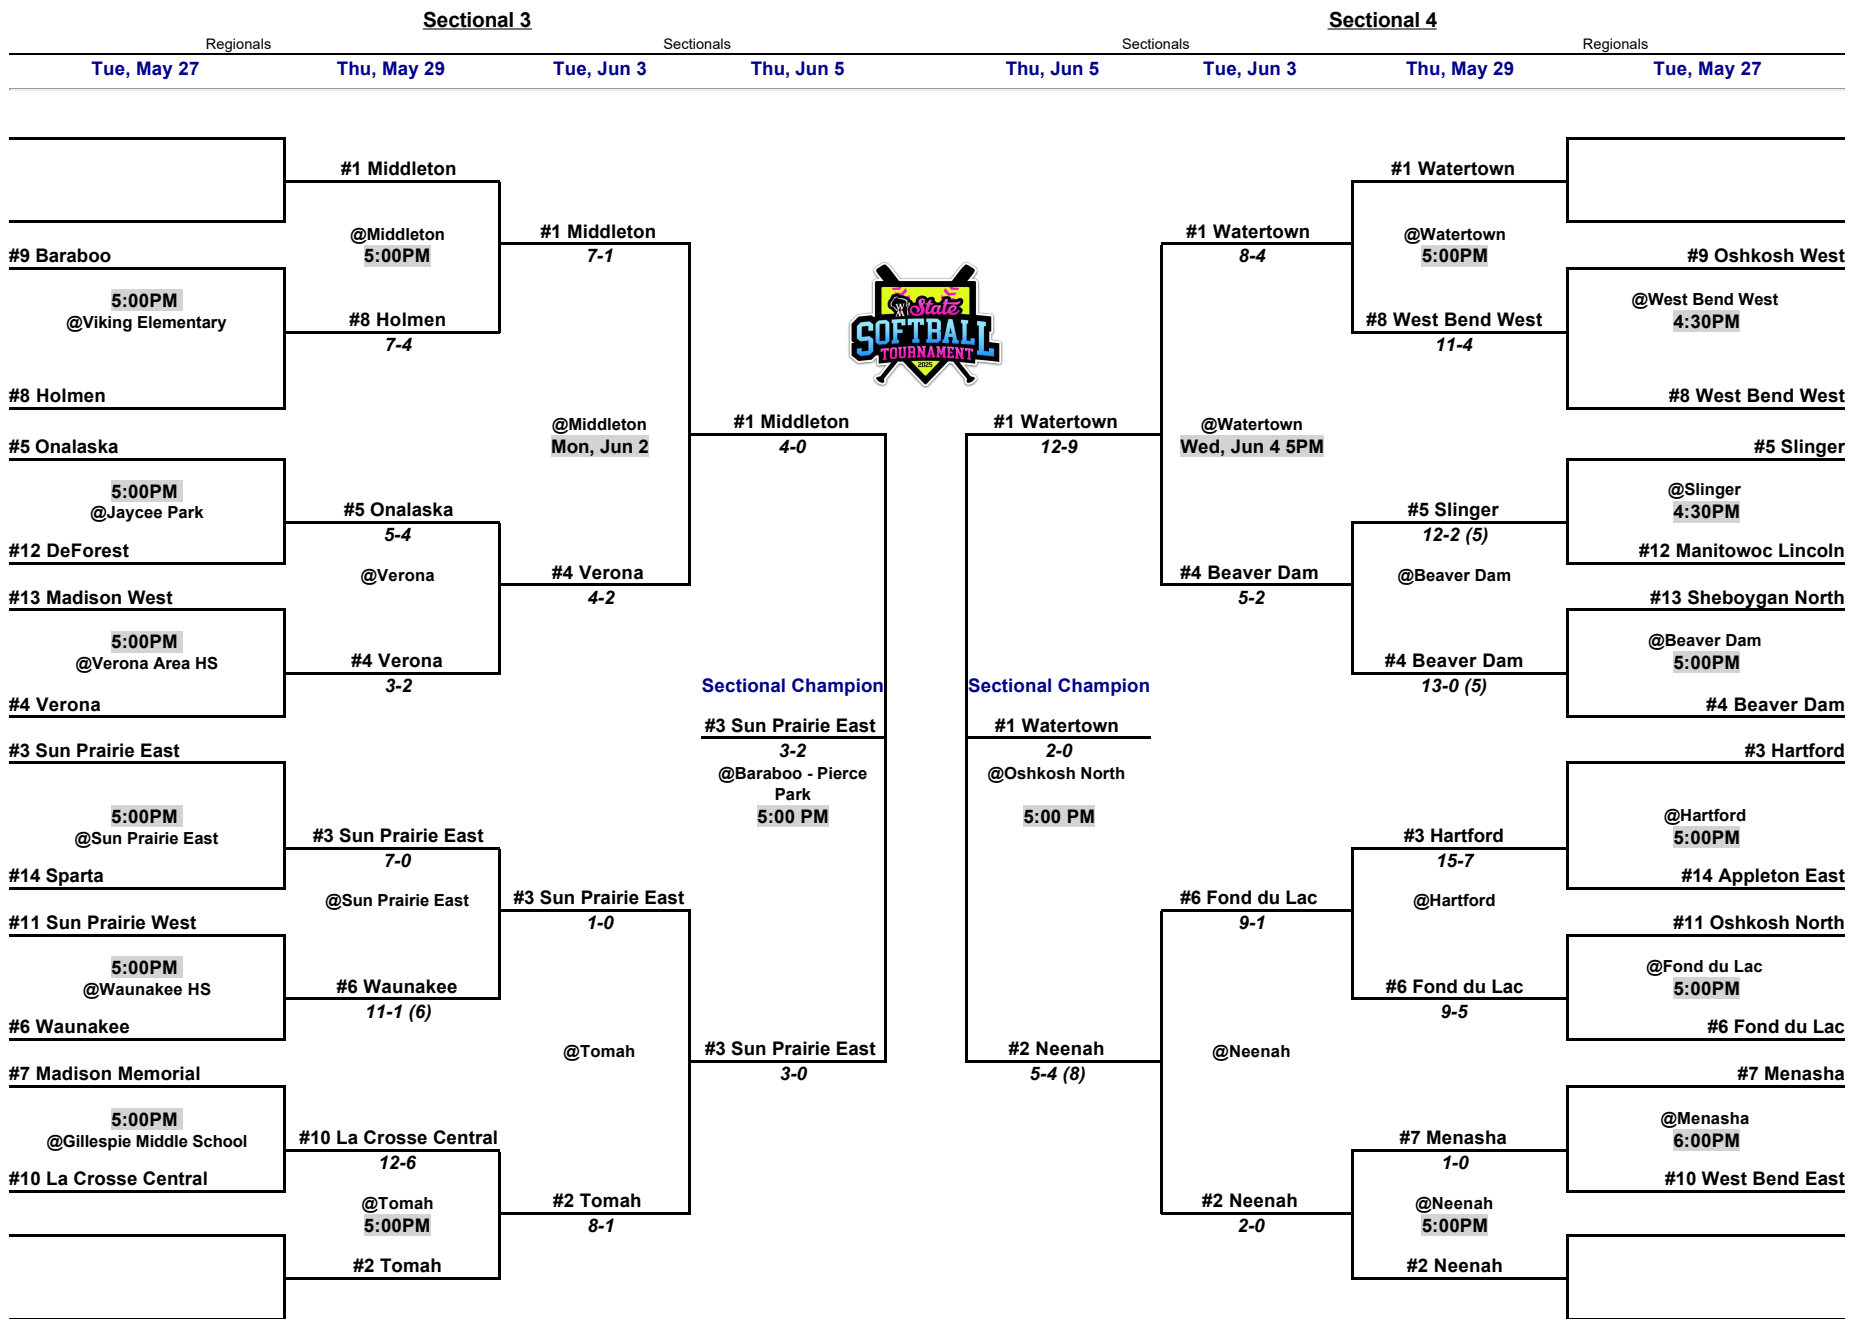 Sectional 3
Sectional 4
Regionals
Sectionals
Sectionals
Regionals
Tue, May 27
Thu, May 29
Tue, Jun 3
Thu, Jun 5
Thu, Jun 5
Tue, Jun 3
Thu, May 29
Tue, May 27
#9 Baraboo
5:00PM
@Viking Elementary
#8 Holmen
#5 Onalaska
5:00PM
@Jaycee Park
#12 DeForest
#13 Madison West
5:00PM
@Verona Area HS
#4 Verona
#3 Sun Prairie East
5:00PM
@Sun Prairie East
#14 Sparta
#11 Sun Prairie West
5:00PM
@Waunakee HS
#6 Waunakee
#7 Madison Memorial
5:00PM
@Gillespie Middle School
#10 La Crosse Central
#1 Middleton
@Middleton
5:00PM
#8 Holmen
7-4
#5 Onalaska
5-4
@Verona
#4 Verona
3-2
#3 Sun Prairie East
7-0
@Sun Prairie East
#6 Waunakee
11-1 (6)
#10 La Crosse Central
12-6
@Tomah
5:00PM
#2 Tomah
#1 Middleton
7-1
@Middleton
Mon, Jun 2
#4 Verona
4-2
#3 Sun Prairie East
1-0
@Tomah
#2 Tomah
8-1
#1 Middleton
4-0
Sectional Champion
#3 Sun Prairie East
3-2
@Baraboo - Pierce
Park
5:00 PM
#3 Sun Prairie East
3-0
State
SOFTBALL
TOURNAMENT
2025
#1 Watertown
12-9
Sectional Champion
#1 Watertown
2-0
@Oshkosh North
5:00 PM
#2 Neenah
5-4 (8)
#1 Watertown
8-4
@Watertown
Wed, Jun 4 5PM
#4 Beaver Dam
5-2
#6 Fond du Lac
9-1
@Neenah
#2 Neenah
2-0
#1 Watertown
@Watertown
5:00PM
#8 West Bend West
11-4
#5 Slinger
12-2 (5)
@Beaver Dam
#4 Beaver Dam
13-0 (5)
#3 Hartford
15-7
@Hartford
#6 Fond du Lac
9-5
#7 Menasha
1-0
@Neenah
5:00PM
#2 Neenah
#9 Oshkosh West
@West Bend West
4:30PM
#8 West Bend West
#5 Slinger
@Slinger
4:30PM
#12 Manitowoc Lincoln
#13 Sheboygan North
@Beaver Dam
5:00PM
#4 Beaver Dam
#3 Hartford
@Hartford
5:00PM
#14 Appleton East
#11 Oshkosh North
@Fond du Lac
5:00PM
#6 Fond du Lac
#7 Menasha
@Menasha
6:00PM
#10 West Bend East